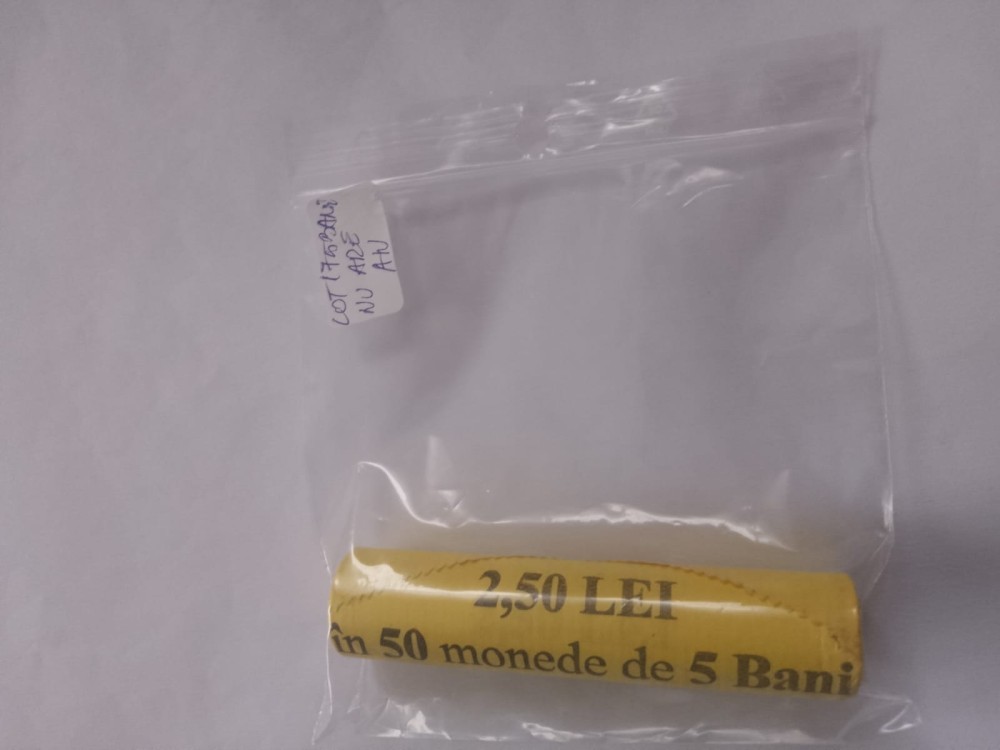 LOT 17 5 BANI
NU ARE
AN
2,50 LEI
în 50 monede de 5 Bani